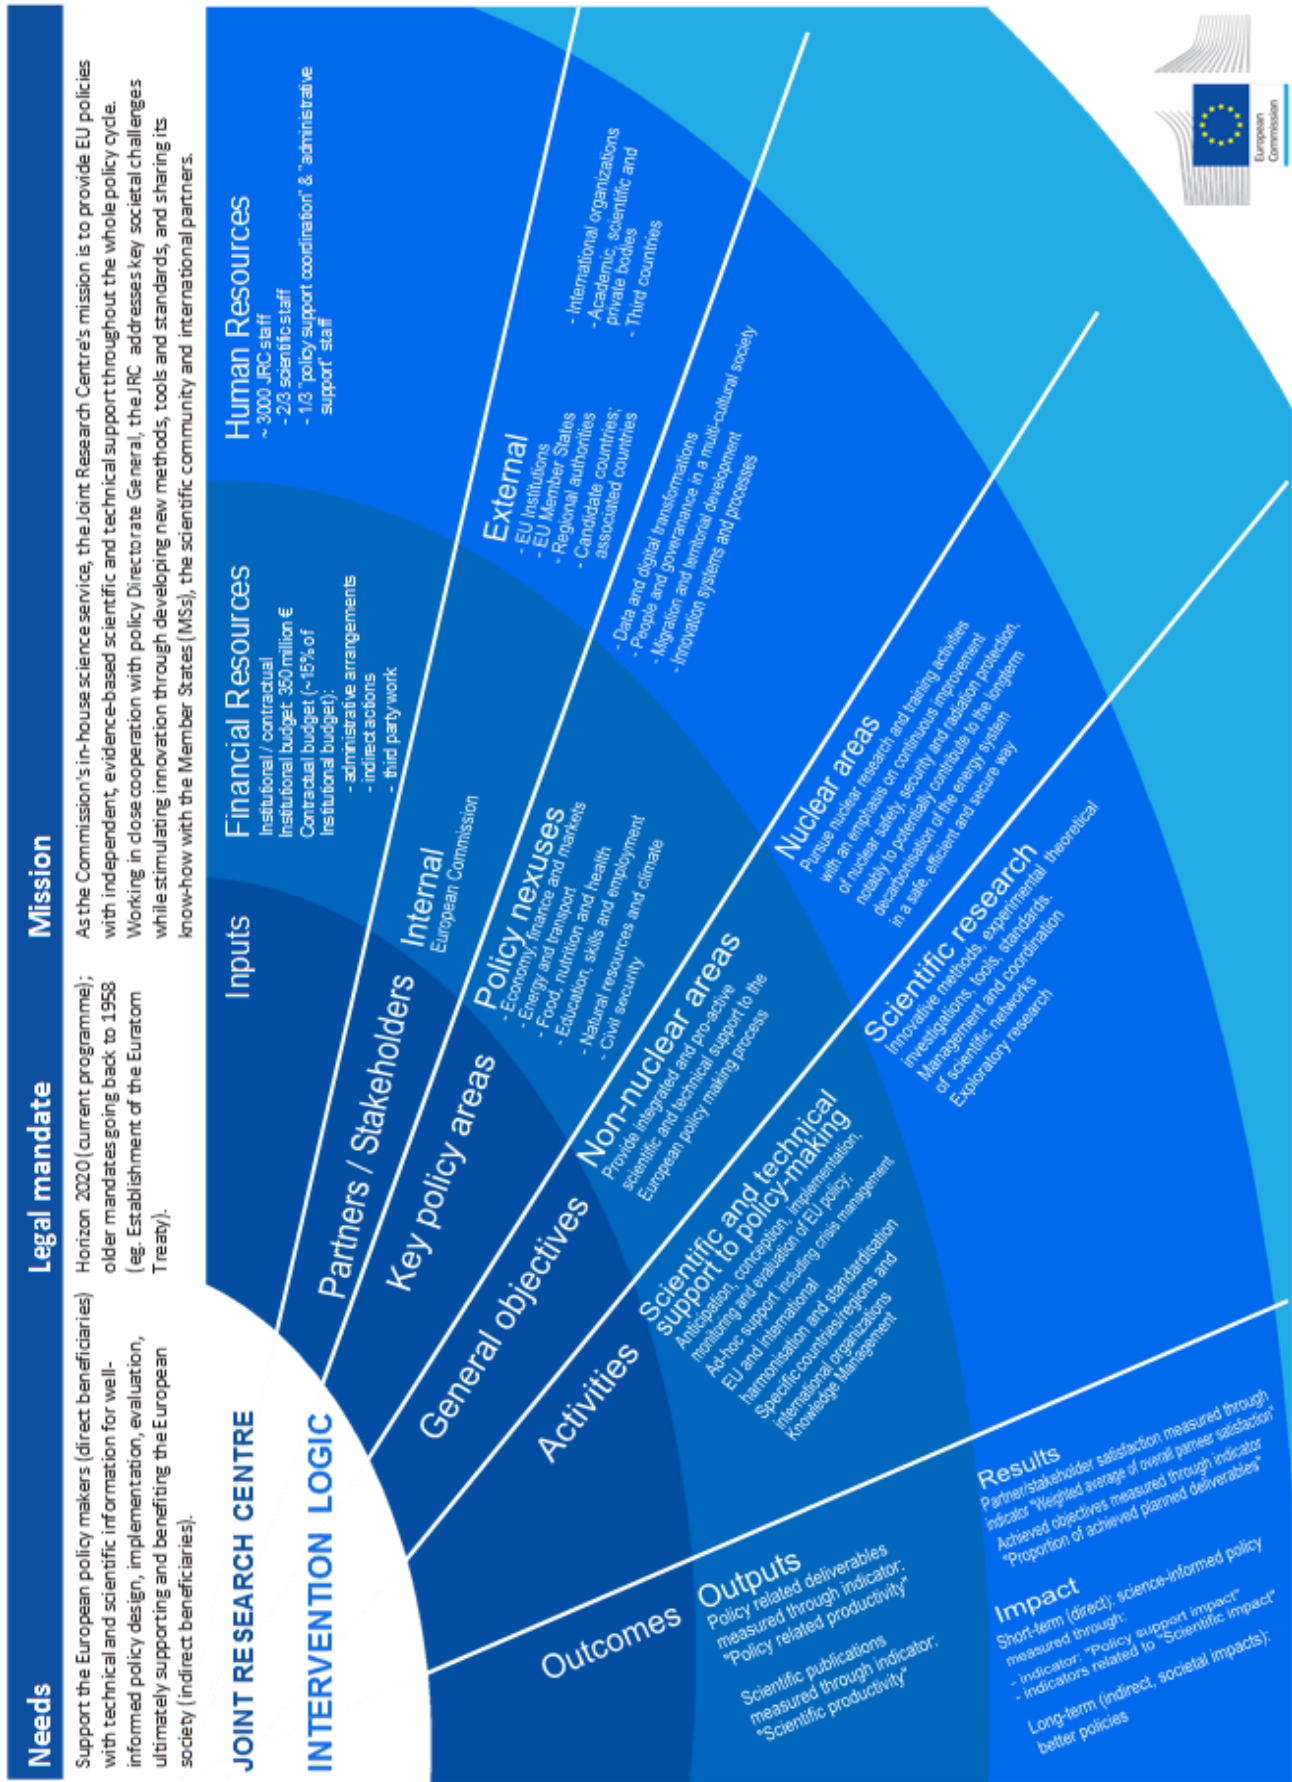 Needs
Support the European policy makers (direct beneficiaries)
with technical and scientific information for well-
informed policy design, implementation, evaluation,
ultimately supporting and benefiting the European
society (indirect beneficiaries).
Legal mandate
Horizon 2020 (current programme);
older mandates going back to 1958
(eg. Establishment of the Euratom
Treaty).
Mission
As the Commission's in-house science service, the Joint Research Centre's mission is to provide EU policies
with independent, evidence-based scientific and technical support throughout the whole policy cycle.
Working in close cooperation with policy Directorate General, the JRC addresses key societal challenges
while stimulating innovation through developing new methods, tools and standards, and sharing its
know-how with the Member States (MSs), the scientific community and international partners.
JOINT RESEARCH CENTRE
INTERVENTION LOGIC
Inputs
Financial Resources
Institutional / contractual
Institutional budget: 350 million €
Contractual budget (~15% of
Institutional budget):
- administrative arrangements
- indirect actions
- third party work
Human Resources
~ 3000 JRC staff
- 2/3 scientific staff
- 1/3 "policy support coordination" & "administrative
support" staff
Partners / Stakeholders
Internal
European Commission
External
- EU Institutions
- EU Member States
- Regional authorities
- Candidate countries;
associated countries
- International organizations
- Academic, scientific and
private bodies
- Third countries
Key policy areas
Policy nexuses
- Economy, finance and markets
- Energy and transport
- Food, nutrition and health
- Education, skills and employment
- Natural resources and climate
- Civil security
- Data and digital transformations
- People and goveranance in a multi-cultural society
- Migration and territorial development
- Innovation systems and processes
General objectives
Non-nuclear areas
Provide integrated and pro-active
scientific and technical support to the
European policy making process
Nuclear areas
Pursue nuclear research and training activities
with an emphasis on continuous improvement
of nuclear safety, security and radiation protection,
notably to potentially contribute to the longterm
decarbonisation of the energy system
in a safe, efficient and secure way
Activities
Scientific and technical
support to policy-making
Anticipation, conception, implementation,
monitoring and evaluation of EU policy;
Ad-hoc support including crisis management
EU and international
harmonisation and standardisation
Specific countries/regions and
international organizations
Knowledge Management
Scientific research
Innovative methods, experimental theoretical
investigations, tools, standards.
Management and coordination
of scientific networks
Exploratory research
Outcomes
Outputs
Policy related deliverables
measured through indicator:
"Policy related productivity"
Scientific publications
measured through indicator:
"Scientific productivity"
Results
Partner/stakeholder satisfaction measured through
indicator "Weighted average of overall parneer satisfaction"
Achieved objectives measured through indicator
"Proportion of achieved planned deliverables"
Impact
Short-term (direct): science-informed policy
measured through:
- indicator: "Policy support impact"
- indicators related to "Scientific impact"
Long-term (indirect, societal impacts):
better policies
European
Commission